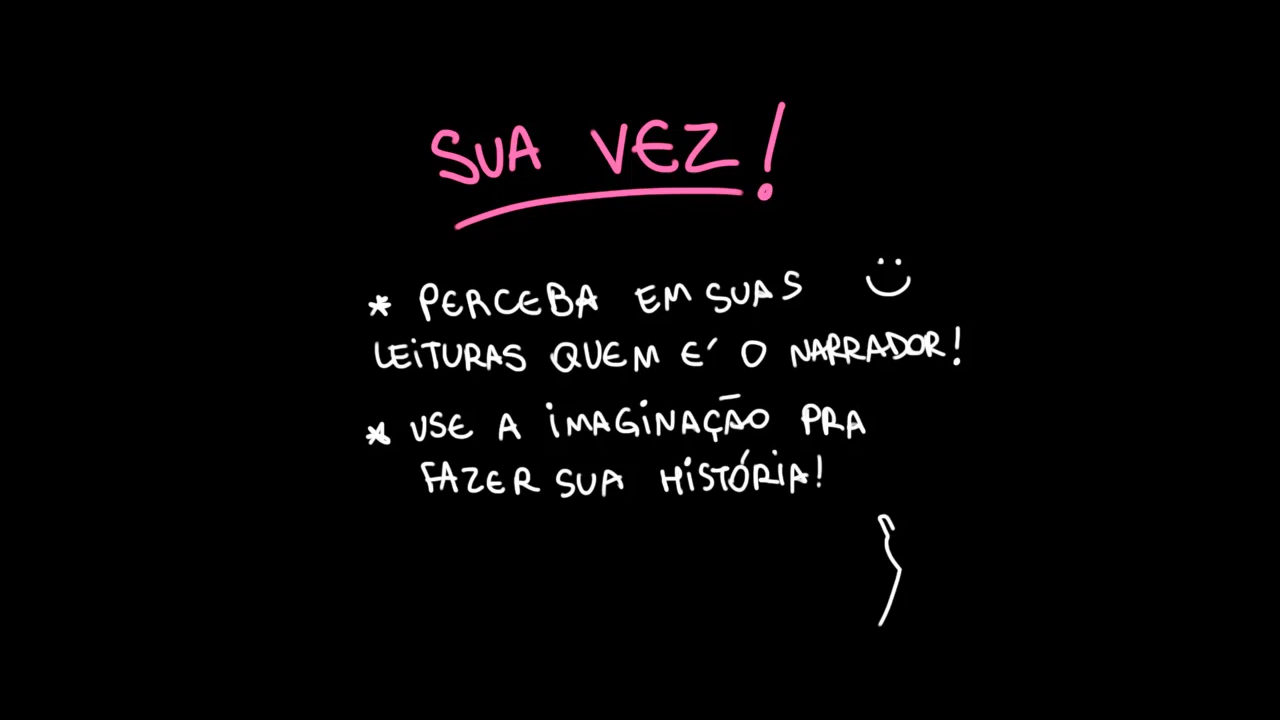 SUA VEZ!
* PERCEBA EM SUAS
LEITURAS QUEM E' O NARRADOR!
* USE A IMAGINAÇÃO PRA
FAZER SUA HISTÓRIA!